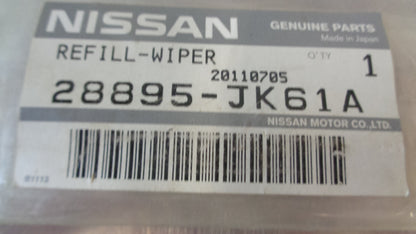 NISSAN
GENUINE PARTS
Made in Japan
REFILL-WIPER
Q'TY 1
20110705
28895-JK61A
NISSAN MOTOR CO.,LTD.